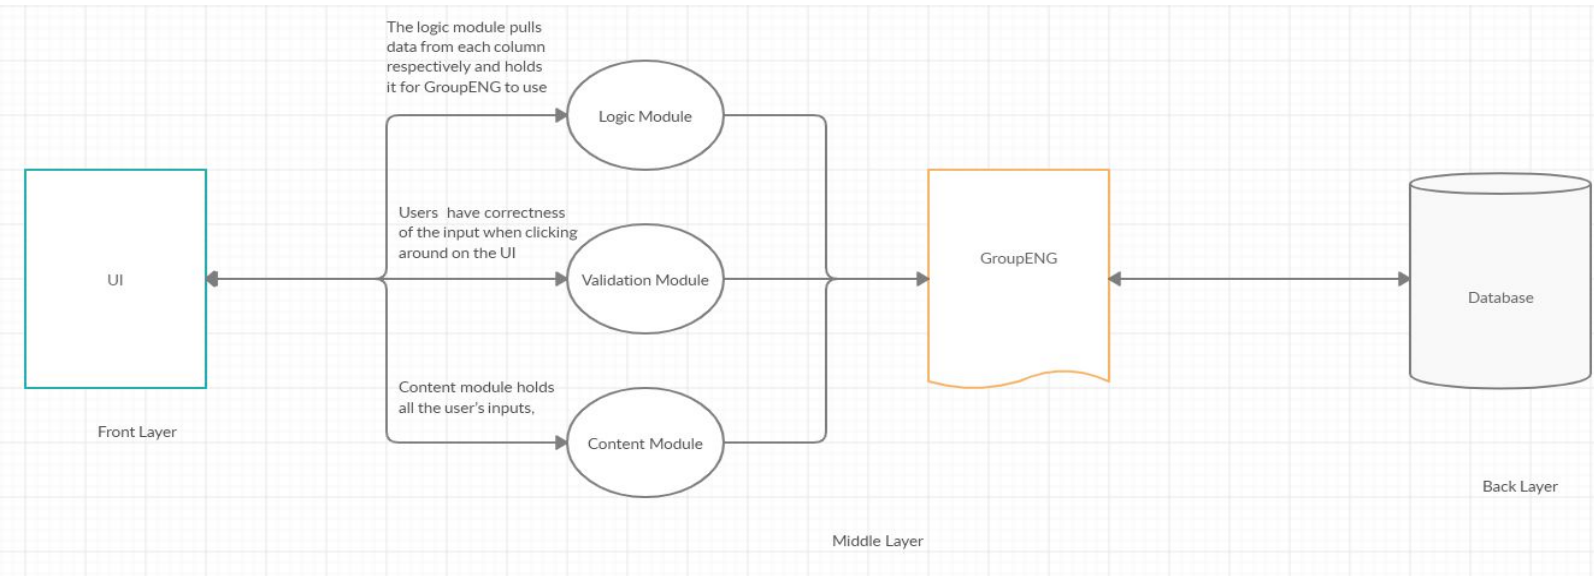 The logic module pulls
data from each column
respectively and holds
it for GroupENG to use
Logic Module
Users  have correctness
of the input when clicking
around on the UI
UI
Validation Module
GroupENG
Database
Content module holds
all the user's inputs,
Content Module
Front Layer
Middle Layer
Back Layer